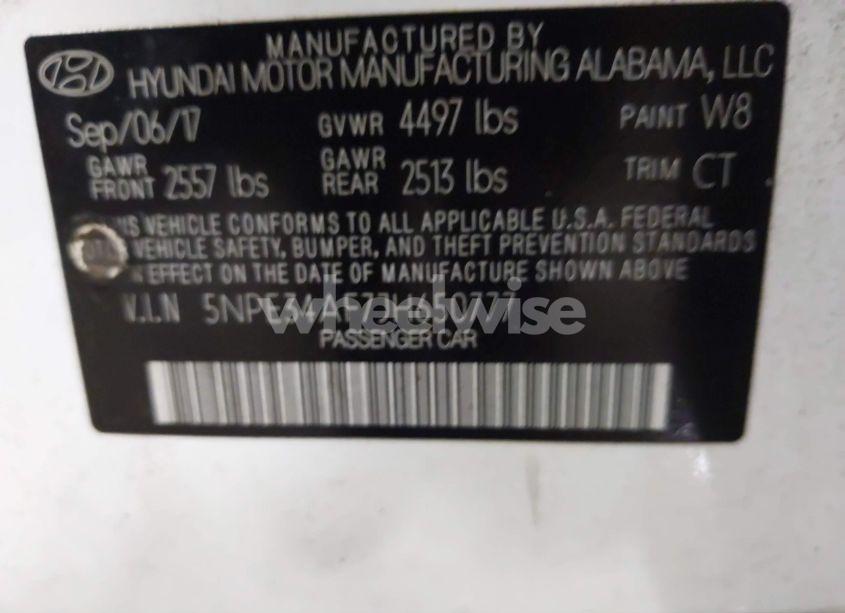 MANUFACTURED BY
HYUNDAI MOTOR MANUFACTURING ALABAMA, LLC
Sep/06/17 GVWR 4497 lbs PAINT W8
GAWR FRONT 2557 lbs GAWR REAR 2513 lbs TRIM CT
VEHICLE CONFORMS TO ALL APPLICABLE U.S.A. FEDERAL
VEHICLE SAFETY, BUMPER, AND THEFT PREVENTION STANDARDS
EFFECT ON THE DATE OF MANUFACTURE SHOWN ABOVE
V.I.N
wheelwise
PASSENGER CAR